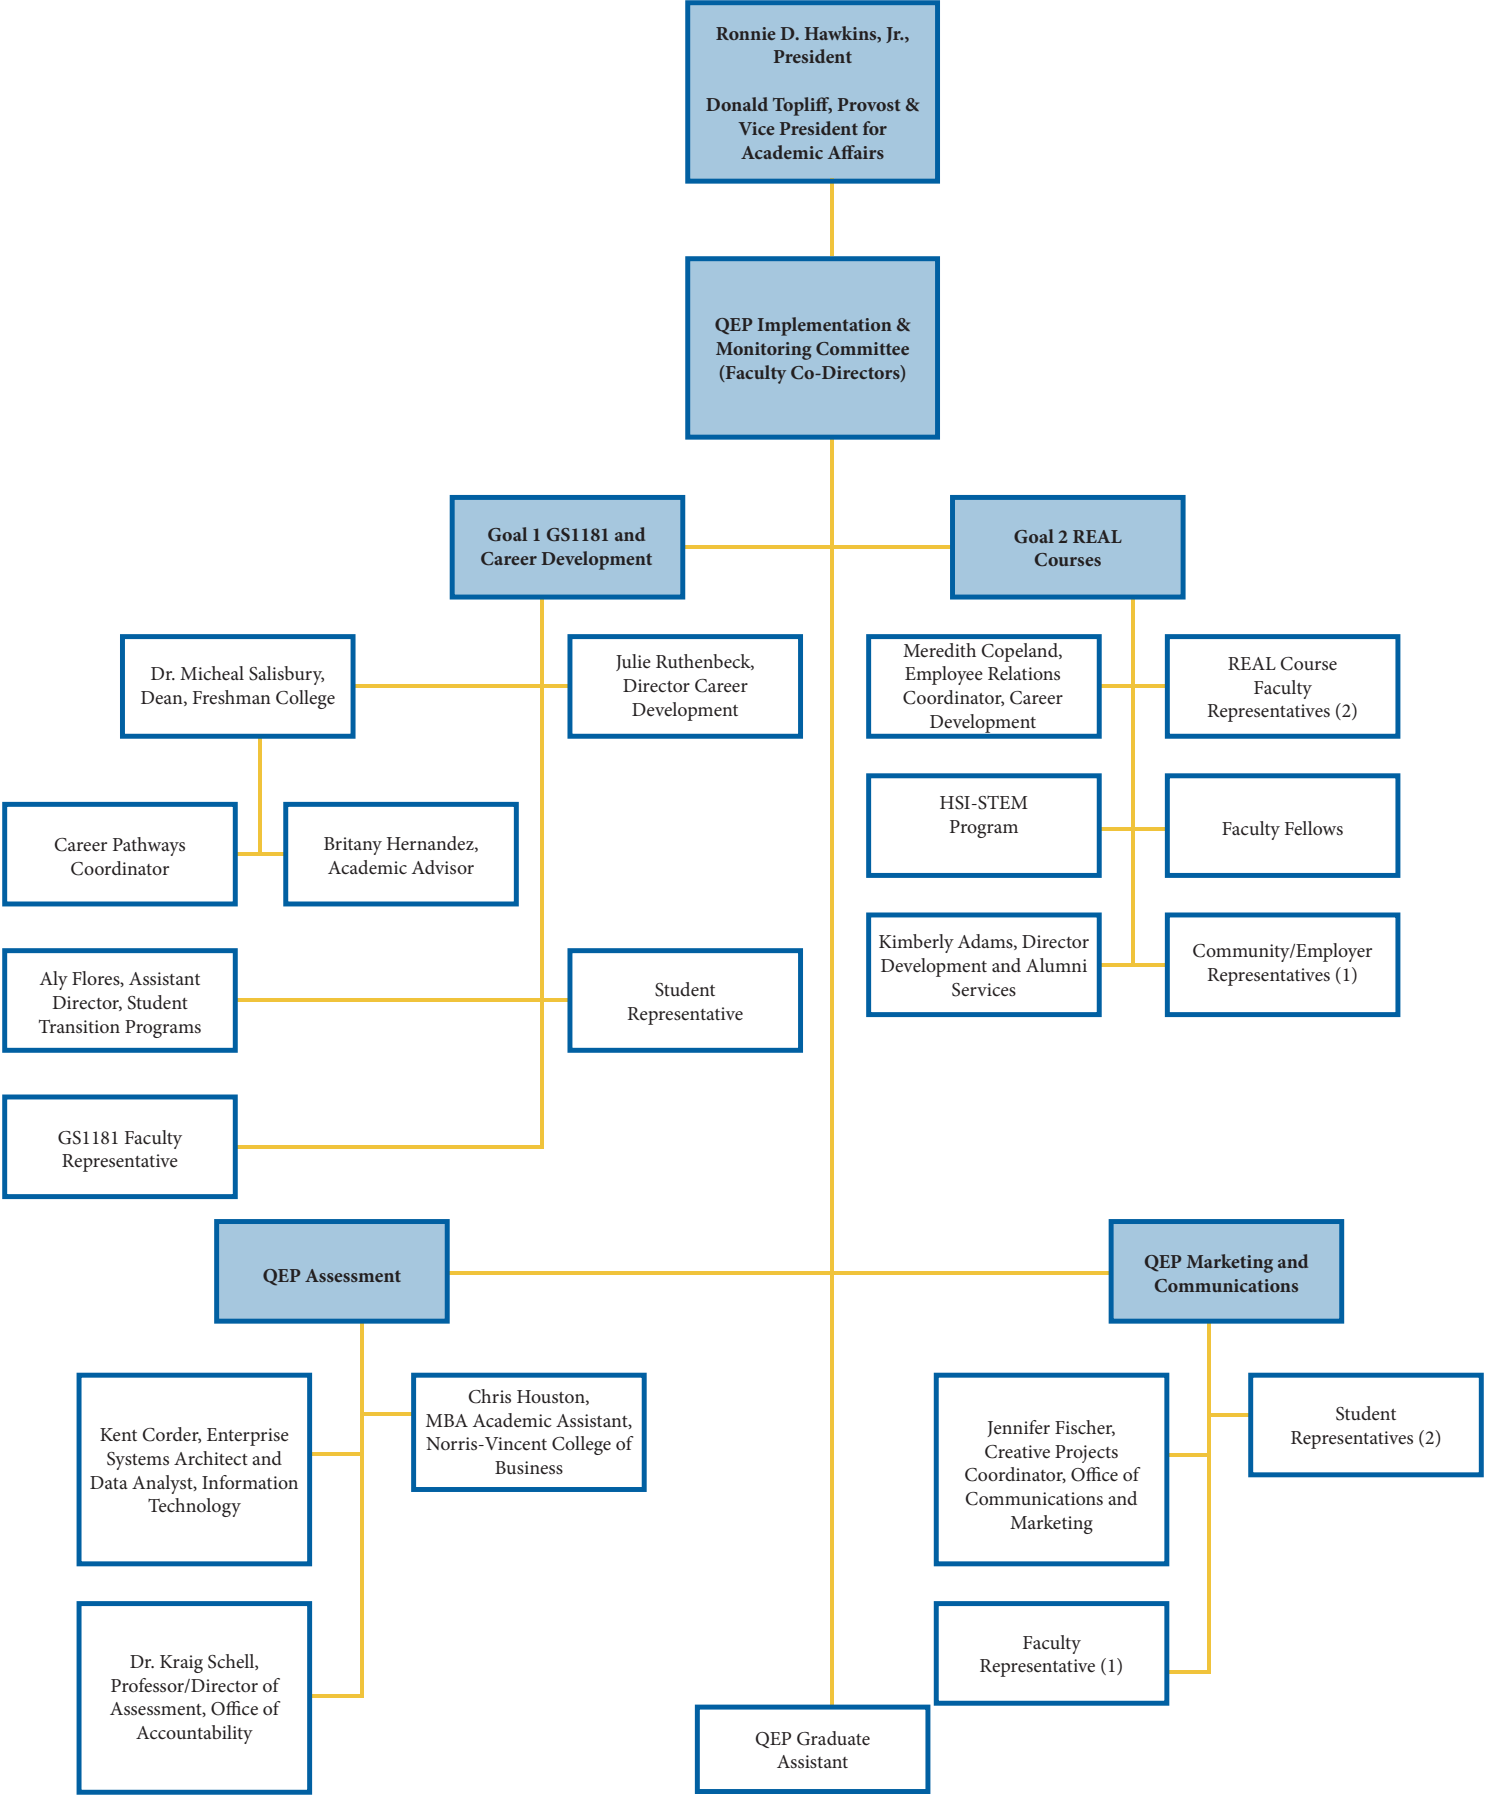 Ronnie D. Hawkins, Jr.,
President
Donald Topliff, Provost &
Vice President for
Academic Affairs
QEP Implementation &
Monitoring Committee
(Faculty Co-Directors)
Goal 1 GS1181 and
Career Development
Goal 2 REAL
Courses
Dr. Micheal Salisbury,
Dean, Freshman College
Julie Ruthenbeck,
Director Career
Development
Meredith Copeland,
Employee Relations
Coordinator, Career
Development
REAL Course
Faculty
Representatives (2)
Career Pathways
Coordinator
Britany Hernandez,
Academic Advisor
HSI-STEM
Program
Faculty Fellows
Aly Flores, Assistant
Director, Student
Transition Programs
Student
Representative
Kimberly Adams, Director
Development and Alumni
Services
Community/Employer
Representatives (1)
GS1181 Faculty
Representative
QEP Assessment
QEP Marketing and
Communications
Kent Corder, Enterprise
Systems Architect and
Data Analyst, Information
Technology
Chris Houston,
MBA Academic Assistant,
Norris-Vincent College of
Business
Jennifer Fischer,
Creative Projects
Coordinator, Office of
Communications and
Marketing
Student
Representatives (2)
Dr. Kraig Schell,
Professor/Director of
Assessment, Office of
Accountability
Faculty
Representative (1)
QEP Graduate
Assistant